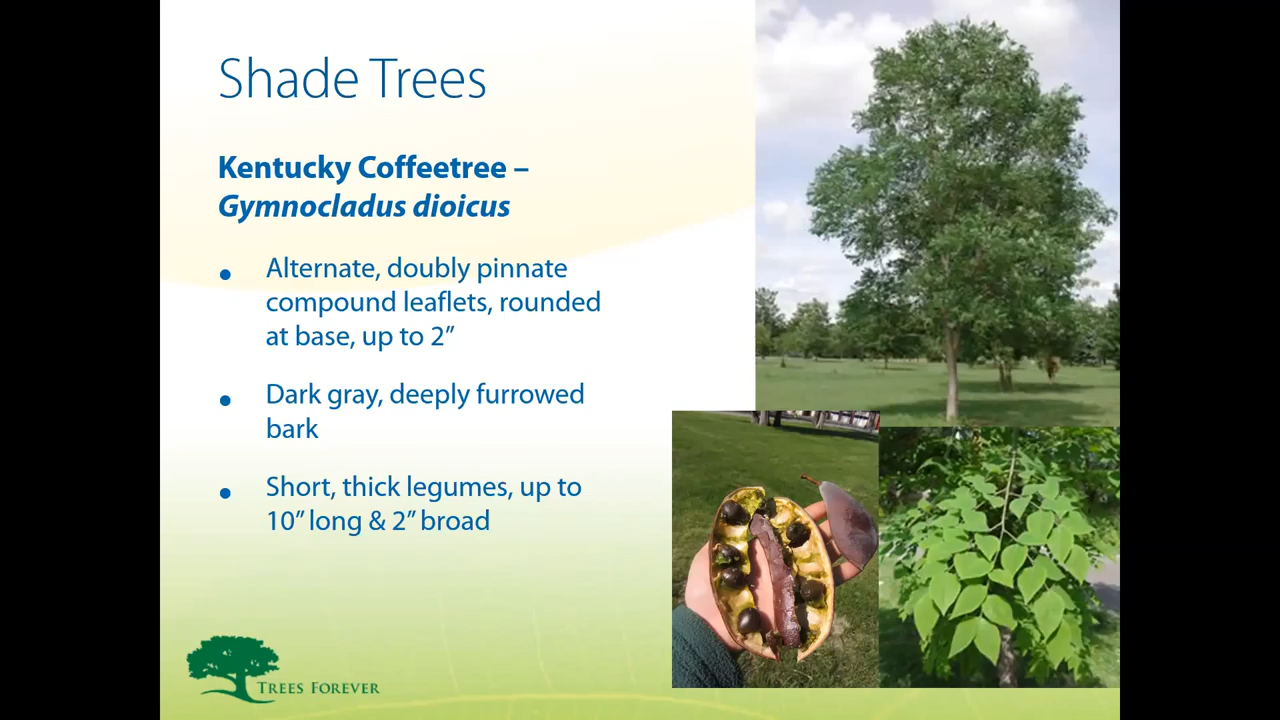 Shade Trees
Kentucky Coffeetree –
Gymnocladus dioicus
• Alternate, doubly pinnate
compound leaflets, rounded
at base, up to 2”
• Dark gray, deeply furrowed
bark
• Short, thick legumes, up to
10” long & 2” broad
Trees Forever